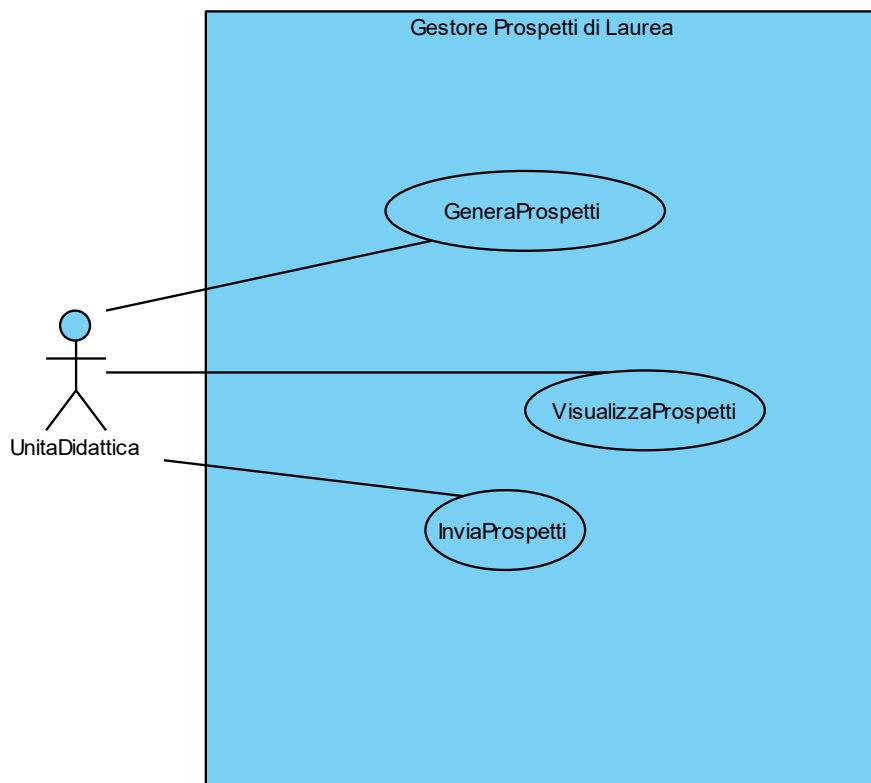 Gestore Prospetti di Laurea
GeneraProspetti
VisualizzaProspetti
UnitaDidattica
InviaProspetti